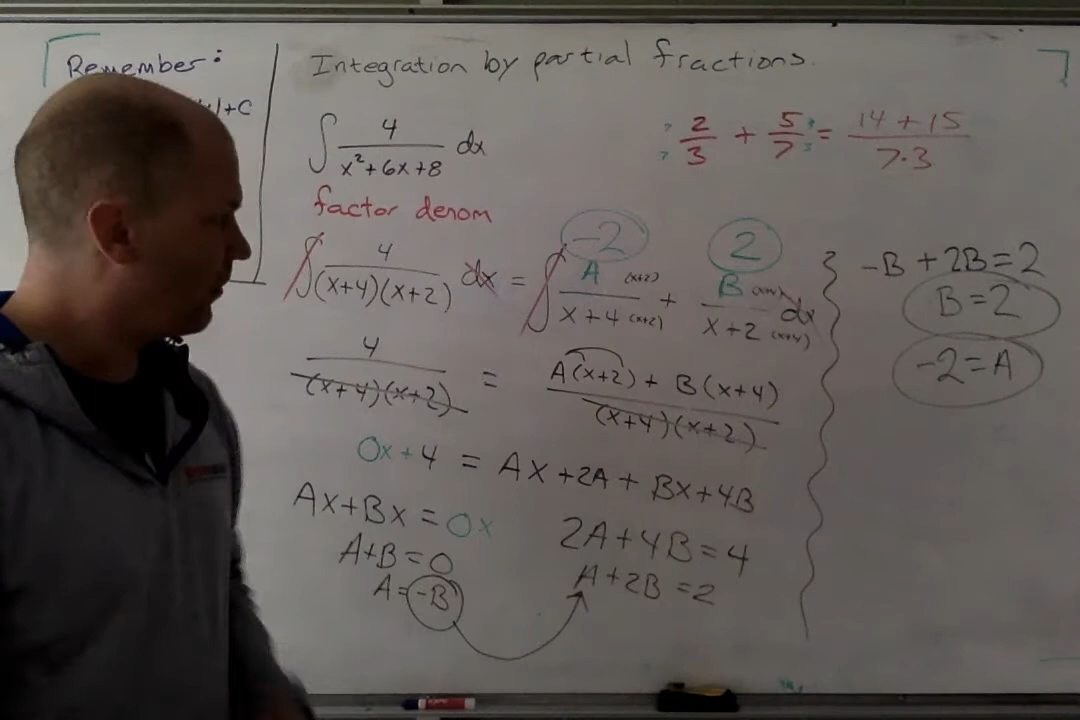 Remember:
|+C
Integration by partial fractions.
∫ 4/(x²+6x+8) dx
2/3 + 5/7 = (14+15)/(7·3)
factor denom
-2 2
∫ 4/((x+4)(x+2)) dx = ∫ A (x+2)/(x+4 (x+2)) + B (x+4)/(x+2 (x+4)) dx
4/((x+4)(x+2)) = (A(x+2) + B(x+4))/((x+4)(x+2))
0x+4 = Ax+2A+Bx+4B
Ax+Bx=0x
A+B=0
A=-B
2A+4B=4
A+2B=2
-B+2B=2
B=2
-2=A